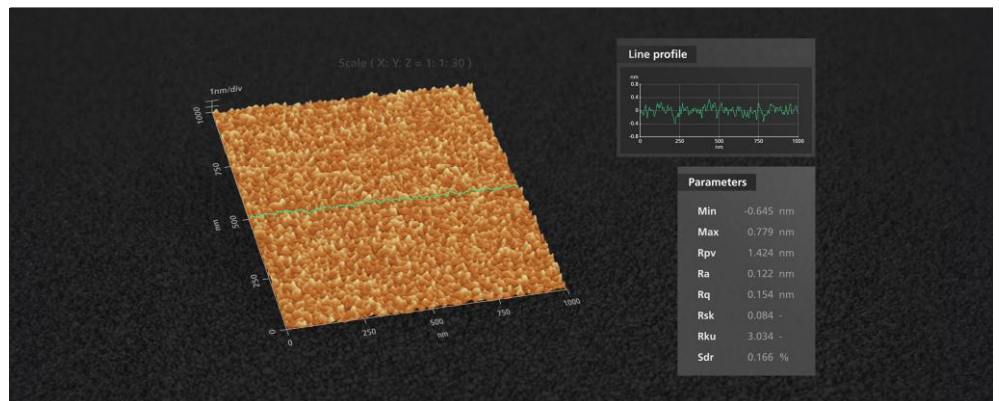 Scale ( X: Y: Z = 1: 1: 30 )
1nm/div
1000
750
500
nm
250
0
0
250
500
nm
750
1000
Line profile
nm
0.8
0.4
0
-0.4
-0.8
0
250
500
750
1000
nm
Parameters
Min -0.645 nm
Max 0.779 nm
Rpv 1.424 nm
Ra 0.122 nm
Rq 0.154 nm
Rsk 0.084 -
Rku 3.034 -
Sdr 0.166 %